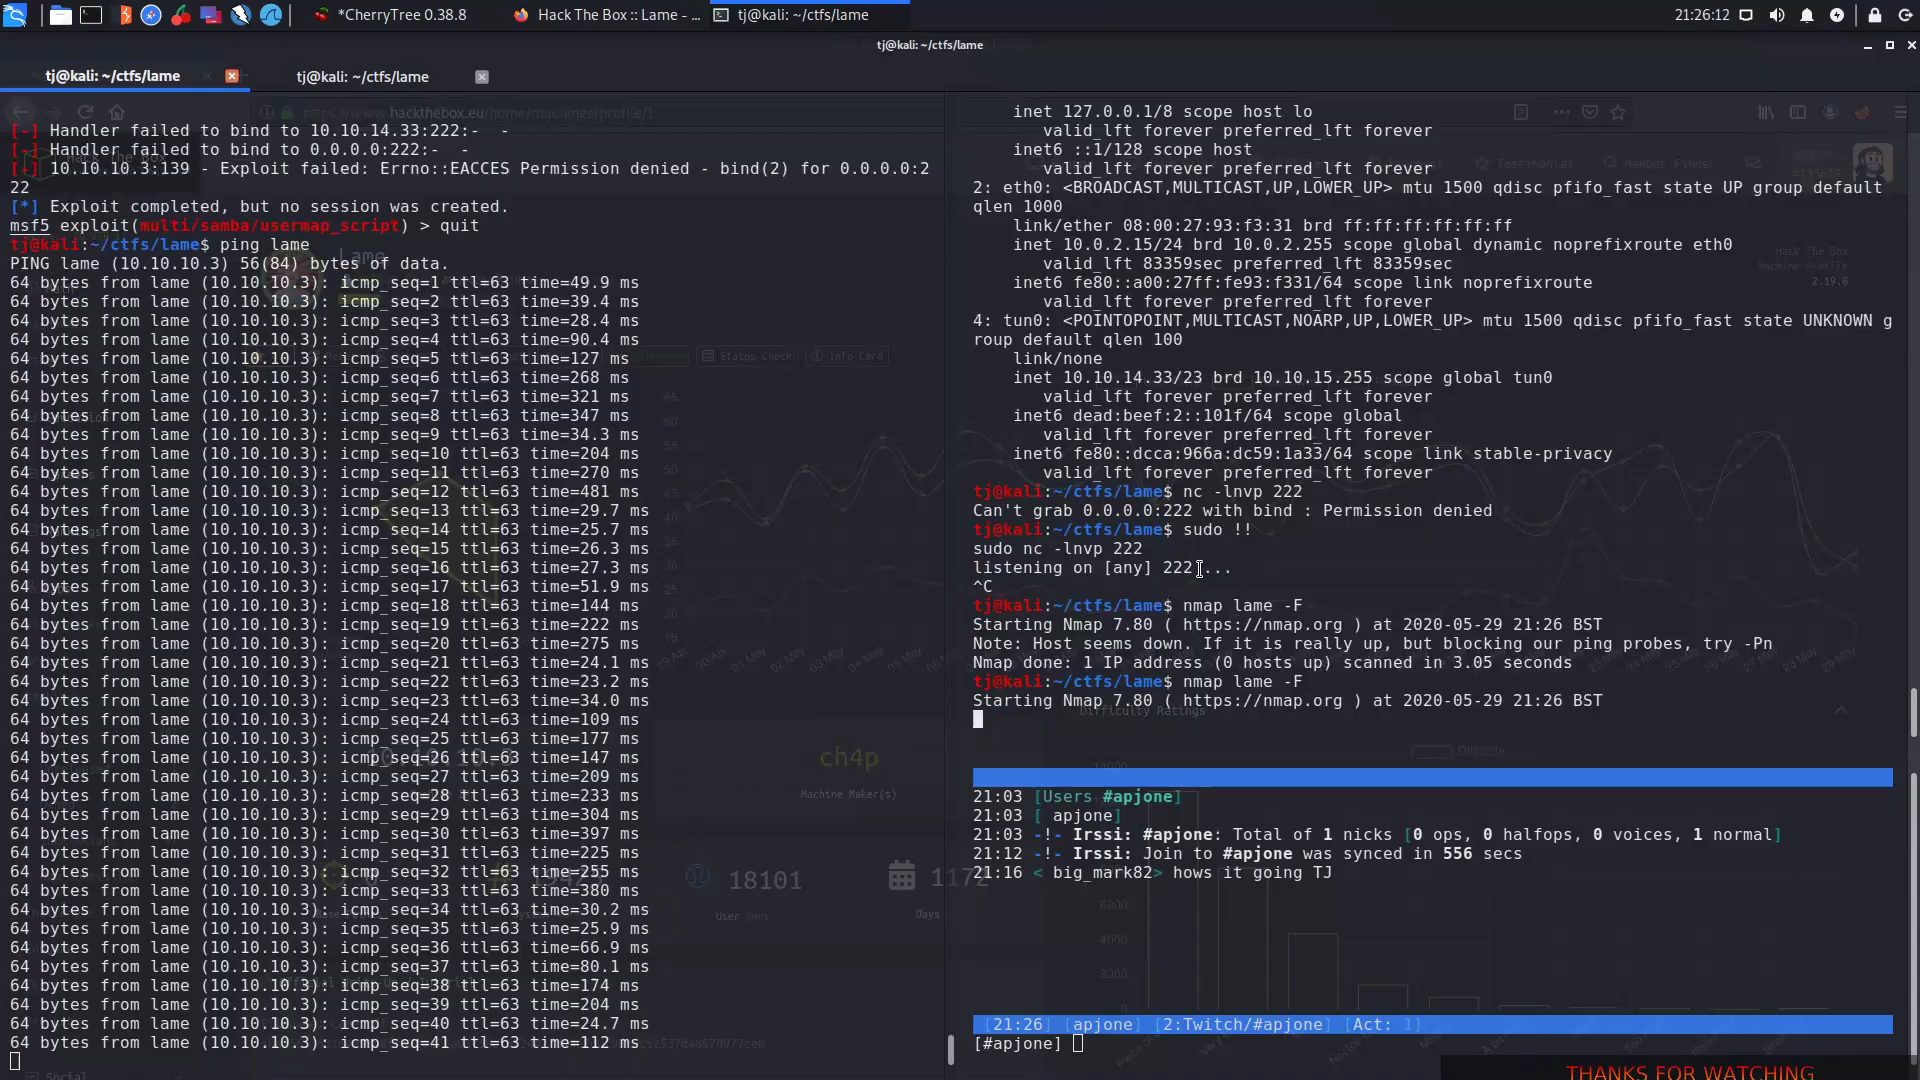 *CherryTree 0.38.8
Hack The Box :: Lame - ...
tj@kali: ~/ctfs/lame
21:26:12
tj@kali: ~/ctfs/lame
tj@kali: ~/ctfs/lame
tj@kali: ~/ctfs/lame
https://www.hackthebox.eu/home/machines/profile/1
[-] Handler failed to bind to 10.10.14.33:222:-  -
[-] Handler failed to bind to 0.0.0.0:222:-  -
[-] 10.10.10.3:139 - Exploit failed: Errno::EACCES Permission denied - bind(2) for 0.0.0.0:2
22
[*] Exploit completed, but no session was created.
msf5 exploit(multi/samba/usermap_script) > quit
tj@kali:~/ctfs/lame$ ping lame
PING lame (10.10.10.3) 56(84) bytes of data.
64 bytes from lame (10.10.10.3): icmp_seq=1 ttl=63 time=49.9 ms
64 bytes from lame (10.10.10.3): icmp_seq=2 ttl=63 time=39.4 ms
64 bytes from lame (10.10.10.3): icmp_seq=3 ttl=63 time=28.4 ms
64 bytes from lame (10.10.10.3): icmp_seq=4 ttl=63 time=90.4 ms
64 bytes from lame (10.10.10.3): icmp_seq=5 ttl=63 time=127 ms
64 bytes from lame (10.10.10.3): icmp_seq=6 ttl=63 time=268 ms
64 bytes from lame (10.10.10.3): icmp_seq=7 ttl=63 time=321 ms
64 bytes from lame (10.10.10.3): icmp_seq=8 ttl=63 time=347 ms
64 bytes from lame (10.10.10.3): icmp_seq=9 ttl=63 time=34.3 ms
64 bytes from lame (10.10.10.3): icmp_seq=10 ttl=63 time=204 ms
64 bytes from lame (10.10.10.3): icmp_seq=11 ttl=63 time=270 ms
64 bytes from lame (10.10.10.3): icmp_seq=12 ttl=63 time=481 ms
64 bytes from lame (10.10.10.3): icmp_seq=13 ttl=63 time=29.7 ms
64 bytes from lame (10.10.10.3): icmp_seq=14 ttl=63 time=25.7 ms
64 bytes from lame (10.10.10.3): icmp_seq=15 ttl=63 time=26.3 ms
64 bytes from lame (10.10.10.3): icmp_seq=16 ttl=63 time=27.3 ms
64 bytes from lame (10.10.10.3): icmp_seq=17 ttl=63 time=51.9 ms
64 bytes from lame (10.10.10.3): icmp_seq=18 ttl=63 time=144 ms
64 bytes from lame (10.10.10.3): icmp_seq=19 ttl=63 time=222 ms
64 bytes from lame (10.10.10.3): icmp_seq=20 ttl=63 time=275 ms
64 bytes from lame (10.10.10.3): icmp_seq=21 ttl=63 time=24.1 ms
64 bytes from lame (10.10.10.3): icmp_seq=22 ttl=63 time=23.2 ms
64 bytes from lame (10.10.10.3): icmp_seq=23 ttl=63 time=34.0 ms
64 bytes from lame (10.10.10.3): icmp_seq=24 ttl=63 time=109 ms
64 bytes from lame (10.10.10.3): icmp_seq=25 ttl=63 time=177 ms
64 bytes from lame (10.10.10.3): icmp_seq=26 ttl=63 time=147 ms
64 bytes from lame (10.10.10.3): icmp_seq=27 ttl=63 time=209 ms
64 bytes from lame (10.10.10.3): icmp_seq=28 ttl=63 time=233 ms
64 bytes from lame (10.10.10.3): icmp_seq=29 ttl=63 time=304 ms
64 bytes from lame (10.10.10.3): icmp_seq=30 ttl=63 time=397 ms
64 bytes from lame (10.10.10.3): icmp_seq=31 ttl=63 time=225 ms
64 bytes from lame (10.10.10.3): icmp_seq=32 ttl=63 time=255 ms
64 bytes from lame (10.10.10.3): icmp_seq=33 ttl=63 time=380 ms
64 bytes from lame (10.10.10.3): icmp_seq=34 ttl=63 time=30.2 ms
64 bytes from lame (10.10.10.3): icmp_seq=35 ttl=63 time=25.9 ms
64 bytes from lame (10.10.10.3): icmp_seq=36 ttl=63 time=66.9 ms
64 bytes from lame (10.10.10.3): icmp_seq=37 ttl=63 time=80.1 ms
64 bytes from lame (10.10.10.3): icmp_seq=38 ttl=63 time=174 ms
64 bytes from lame (10.10.10.3): icmp_seq=39 ttl=63 time=204 ms
64 bytes from lame (10.10.10.3): icmp_seq=40 ttl=63 time=24.7 ms
64 bytes from lame (10.10.10.3): icmp_seq=41 ttl=63 time=112 ms
Lame
Status Check
Info Card
ch4p
Machine Maker(s)
18101
User
1172
Days
inet 127.0.0.1/8 scope host lo
valid_lft forever preferred_lft forever
inet6 ::1/128 scope host
valid_lft forever preferred_lft forever
2: eth0: <BROADCAST,MULTICAST,UP,LOWER_UP> mtu 1500 qdisc pfifo_fast state UP group default
qlen 1000
link/ether 08:00:27:93:f3:31 brd ff:ff:ff:ff:ff:ff
inet 10.0.2.15/24 brd 10.0.2.255 scope global dynamic noprefixroute eth0
valid_lft 83359sec preferred_lft 83359sec
inet6 fe80::a00:27ff:fe93:f331/64 scope link noprefixroute
valid_lft forever preferred_lft forever
4: tun0: <POINTOPOINT,MULTICAST,NOARP,UP,LOWER_UP> mtu 1500 qdisc pfifo_fast state UNKNOWN g
roup default qlen 100
link/none
inet 10.10.14.33/23 brd 10.10.15.255 scope global tun0
valid_lft forever preferred_lft forever
inet6 dead:beef:2::101f/64 scope global
valid_lft forever preferred_lft forever
inet6 fe80::dcca:966a:dc59:1a33/64 scope link stable-privacy
valid_lft forever preferred_lft forever
tj@kali:~/ctfs/lame$ nc -lnvp 222
Can't grab 0.0.0.0:222 with bind : Permission denied
tj@kali:~/ctfs/lame$ sudo !!
sudo nc -lnvp 222
listening on [any] 222 ...
^C
tj@kali:~/ctfs/lame$ nmap lame -F
Starting Nmap 7.80 ( https://nmap.org ) at 2020-05-29 21:26 BST
Note: Host seems down. If it is really up, but blocking our ping probes, try -Pn
Nmap done: 1 IP address (0 hosts up) scanned in 3.05 seconds
tj@kali:~/ctfs/lame$ nmap lame -F
Starting Nmap 7.80 ( https://nmap.org ) at 2020-05-29 21:26 BST
Hack The Box
Machine Profile
2.19.0
Difficulty Ratings
21:03 [Users #apjone]
21:03 [ apjone]
21:03 -!- Irssi: #apjone: Total of 1 nicks [0 ops, 0 halfops, 0 voices, 1 normal]
21:12 -!- Irssi: Join to #apjone was synced in 556 secs
21:16 < big_mark82> hows it going TJ
[21:26] [apjone] [2:Twitch/#apjone] [Act: 1]
[#apjone]
THANKS FOR WATCHING